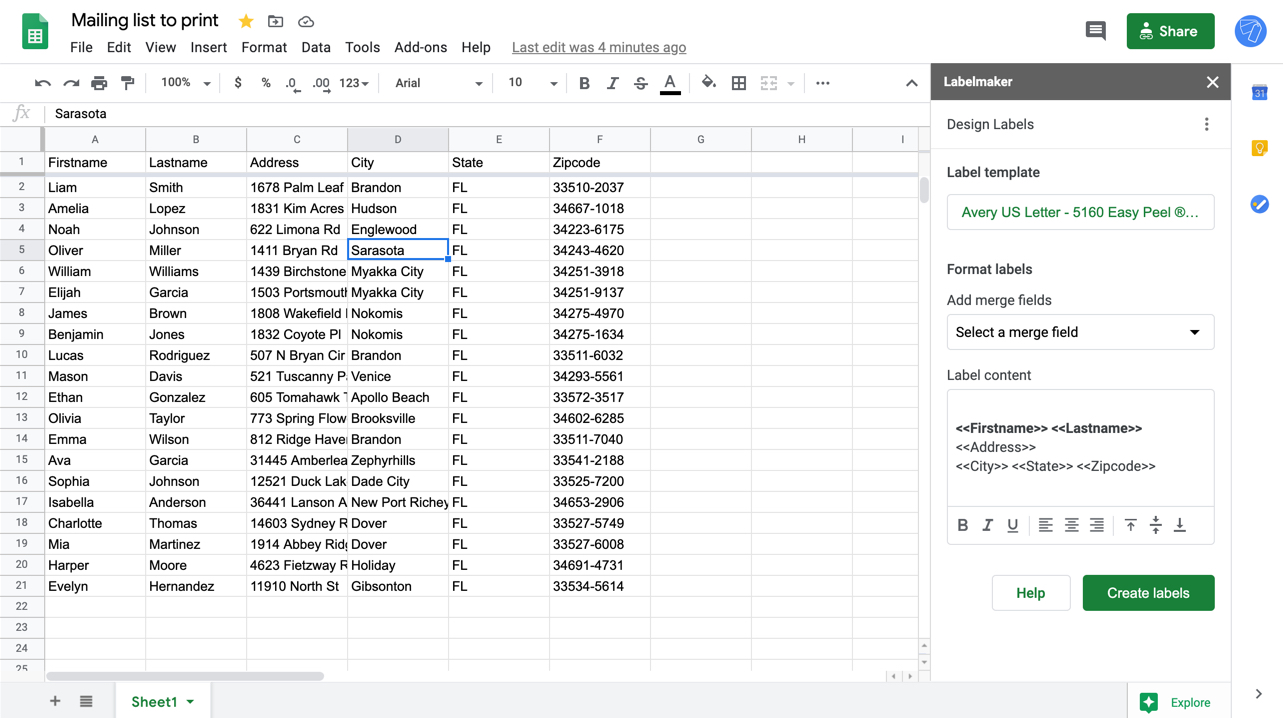 Mailing list to print
File Edit View Insert Format Data Tools Add-ons Help Last edit was 4 minutes ago
Share
100% $ % .0 .00 123 Arial 10 B I S A
Labelmaker
fx Sarasota
Design Labels
A B C D E F G H I
1 Firstname Lastname Address City State Zipcode
2 Liam Smith 1678 Palm Leaf Brandon FL 33510-2037
3 Amelia Lopez 1831 Kim Acres Hudson FL 34667-1018
4 Noah Johnson 622 Limona Rd Englewood FL 34223-6175
5 Oliver Miller 1411 Bryan Rd Sarasota FL 34243-4620
6 William Williams 1439 Birchstone Myakka City FL 34251-3918
7 Elijah Garcia 1503 Portsmouth Myakka City FL 34251-9137
8 James Brown 1808 Wakefield Nokomis FL 34275-4970
9 Benjamin Jones 1832 Coyote Pl Nokomis FL 34275-1634
10 Lucas Rodriguez 507 N Bryan Cir Brandon FL 33511-6032
11 Mason Davis 521 Tuscanny P Venice FL 34293-5561
12 Ethan Gonzalez 605 Tomahawk T Apollo Beach FL 33572-3517
13 Olivia Taylor 773 Spring Flow Brooksville FL 34602-6285
14 Emma Wilson 812 Ridge Have Brandon FL 33511-7040
15 Ava Garcia 31445 Amberlea Zephyrhills FL 33541-2188
16 Sophia Johnson 12521 Duck Lak Dade City FL 33525-7200
17 Isabella Anderson 36441 Lanson A New Port Richey FL 34653-2906
18 Charlotte Thomas 14603 Sydney R Dover FL 33527-5749
19 Mia Martinez 1914 Abbey Ridg Dover FL 33527-6008
20 Harper Moore 4623 Fietzway R Holiday FL 34691-4731
21 Evelyn Hernandez 11910 North St Gibsonton FL 33534-5614
22
23
24
25
Label template
Avery US Letter - 5160 Easy Peel ®...
Format labels
Add merge fields
Select a merge field
Label content
<<Firstname>> <<Lastname>>
<<Address>>
<<City>> <<State>> <<Zipcode>>
B I U
Help Create labels
31
Sheet1
Explore